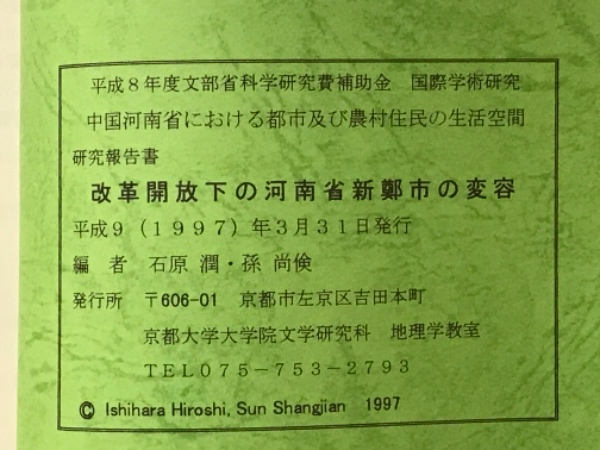 平成８年度文部省科学研究費補助金　国際学術研究
中国河南省における都市及び農村住民の生活空間
研究報告書
改革開放下の河南省新鄭市の変容
平成９（１９９７）年３月３１日発行
編　者　石原 潤・孫 尚倹
発行所　〒606-01　京都市左京区吉田本町
京都大学大学院文学研究科　地理学教室
ＴＥＬ０７５－７５３－２７９３
© Ishihara Hiroshi, Sun Shangjian　1997